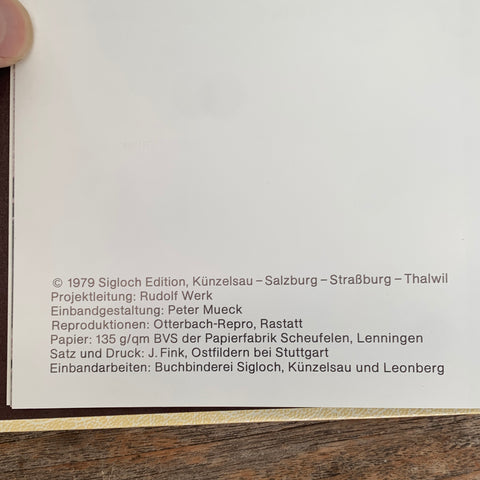 © 1979 Sigloch Edition, Künzelsau – Salzburg – Straßburg – Thalwil
Projektleitung: Rudolf Werk
Einbandgestaltung: Peter Mueck
Reproduktionen: Otterbach-Repro, Rastatt
Papier: 135 g/qm BVS der Papierfabrik Scheufelen, Lenningen
Satz und Druck: J. Fink, Ostfildern bei Stuttgart
Einbandarbeiten: Buchbinderei Sigloch, Künzelsau und Leonberg